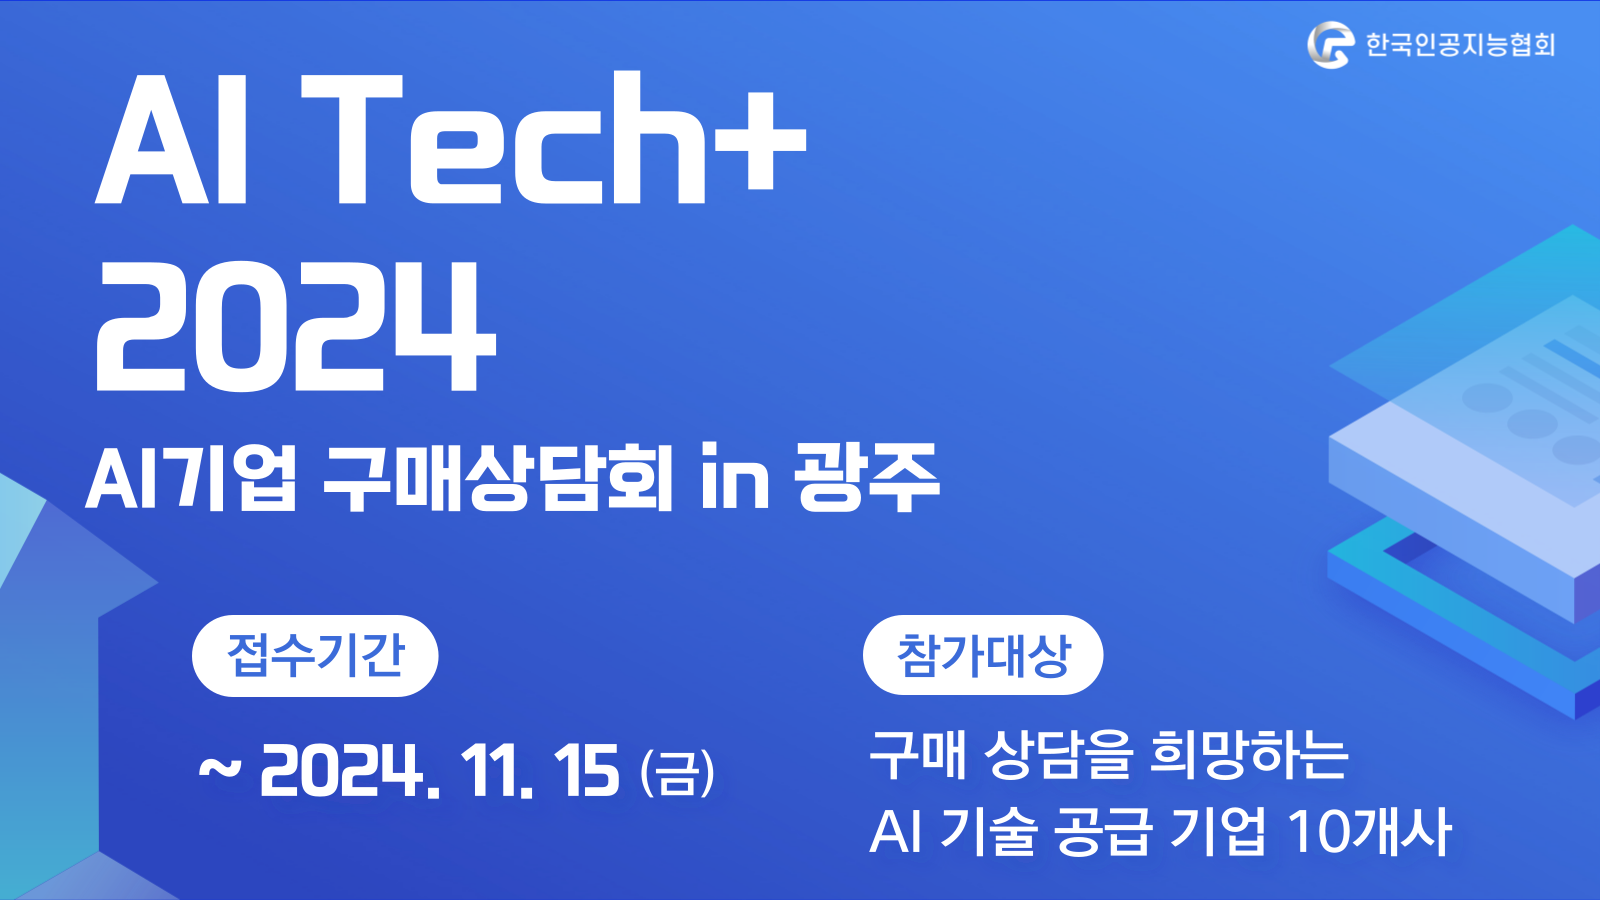 한국인공지능협회
AI Tech+
2024
AI기업 구매상담회 in 광주
접수기간
~ 2024. 11. 15 (금)
참가대상
구매 상담을 희망하는
AI 기술 공급 기업 10개사